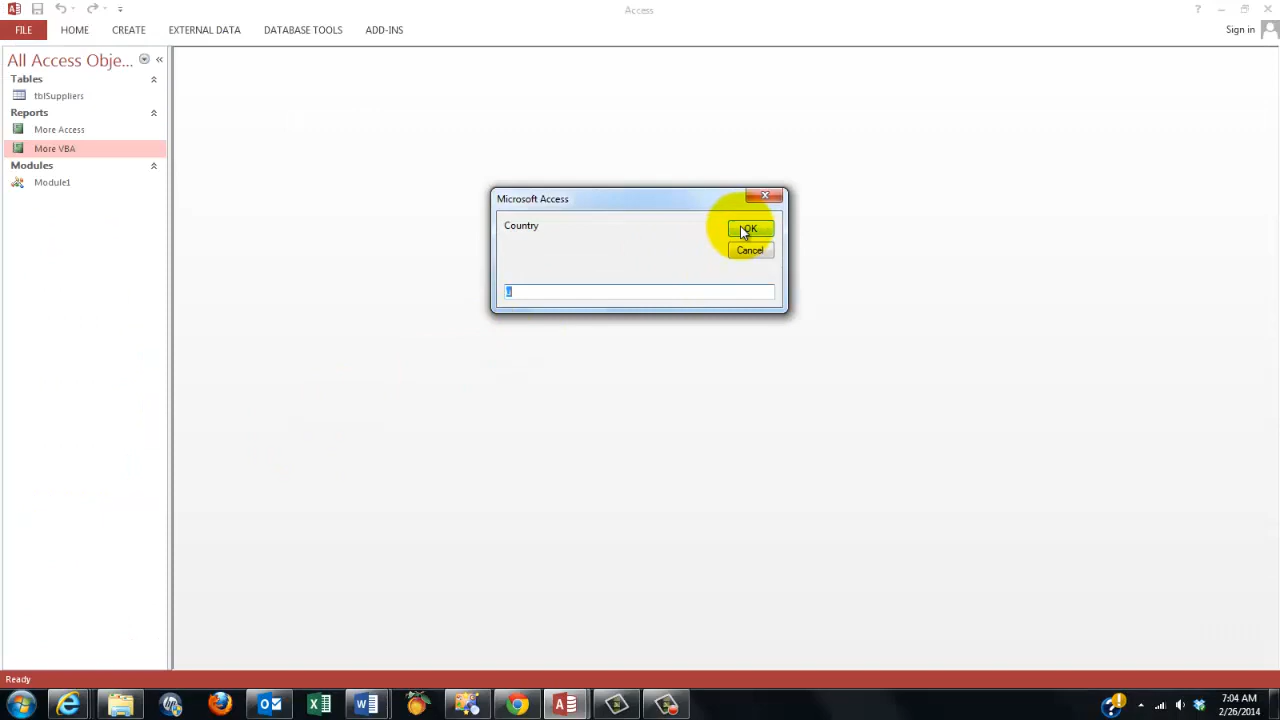 Access
FILE HOME CREATE EXTERNAL DATA DATABASE TOOLS ADD-INS
Sign in
All Access Obje...
Tables
tblSuppliers
Reports
More Access
More VBA
Modules
Module1
Microsoft Access
Country
OK
Cancel
Ready
7:04 AM
2/26/2014